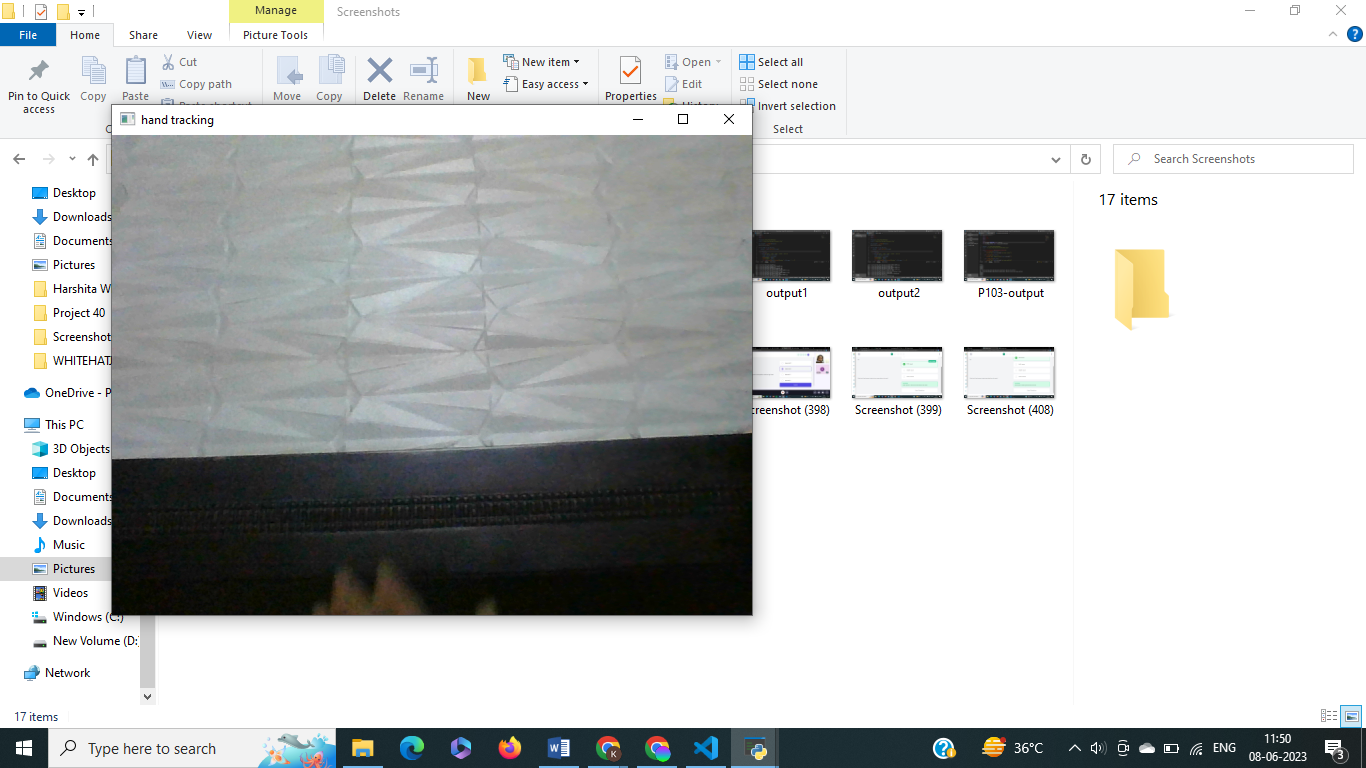 Manage
Screenshots
File
Home
Share
View
Picture Tools
Pin to Quick access
Copy
Paste
Cut
Copy path
Move
Copy
Delete
Rename
New
New item
Easy access
Properties
Open
Edit
History
Select all
Select none
Invert selection
Select
hand tracking
Search Screenshots
Desktop
Downloads
Documents
Pictures
Harshita W
Project 40
Screenshot
WHITEHATJ
OneDrive - P
This PC
3D Objects
Desktop
Documents
Downloads
Music
Pictures
Videos
Windows (C:)
New Volume (D:)
Network
17 items
output1
output2
P103-output
creenshot (398)
Screenshot (399)
Screenshot (408)
17 items
Type here to search
36°C
ENG
11:50
08-06-2023
3